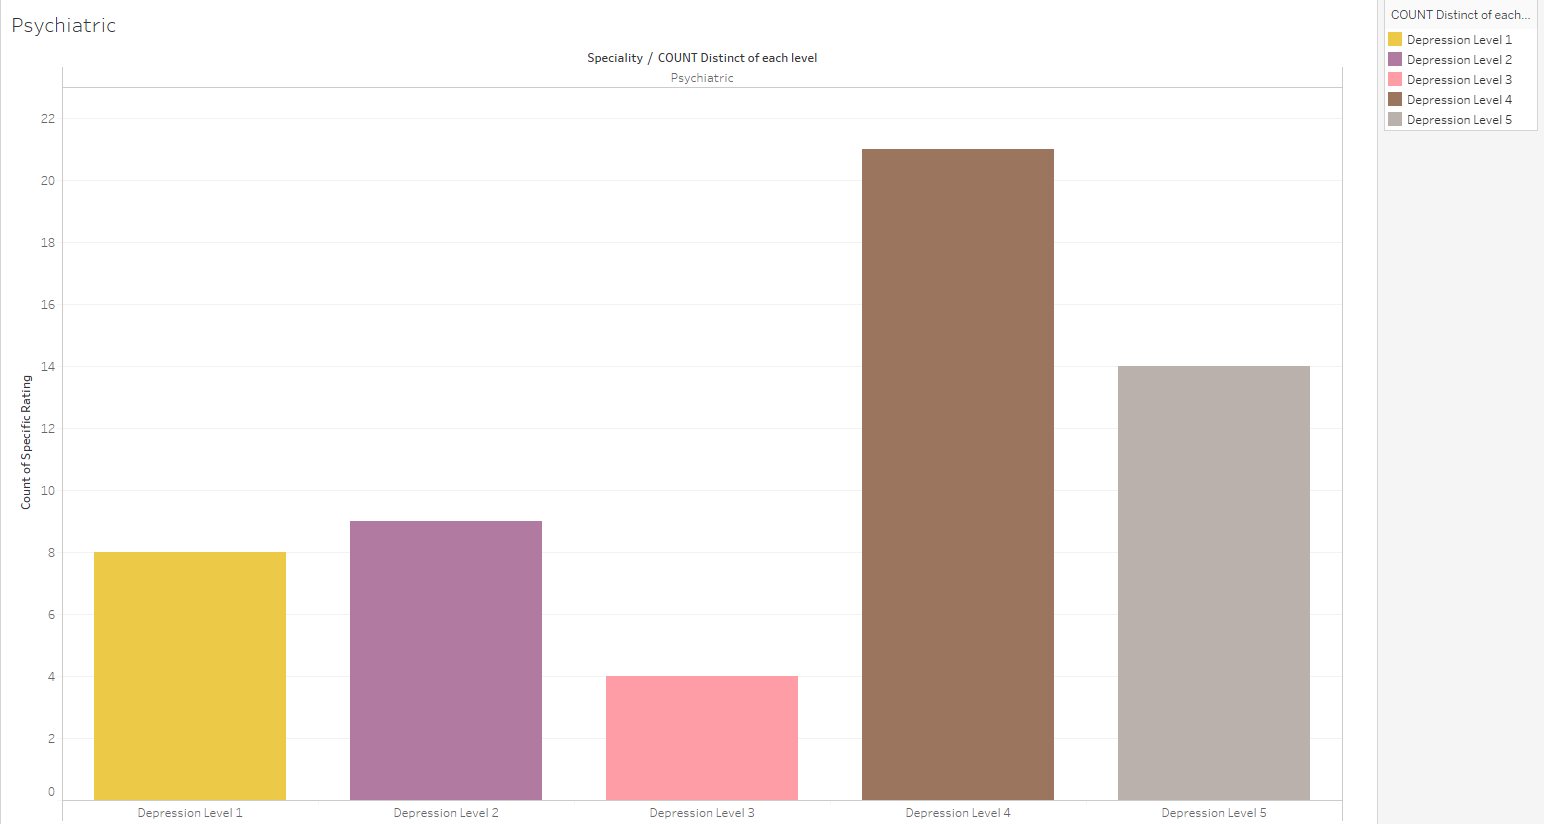 Psychiatric
Speciality / COUNT Distinct of each level
Psychiatric
22
20
18
16
14
12
10
8
6
4
2
0
Count of Specific Rating
Depression Level 1
Depression Level 2
Depression Level 3
Depression Level 4
Depression Level 5
COUNT Distinct of each...
Depression Level 1
Depression Level 2
Depression Level 3
Depression Level 4
Depression Level 5